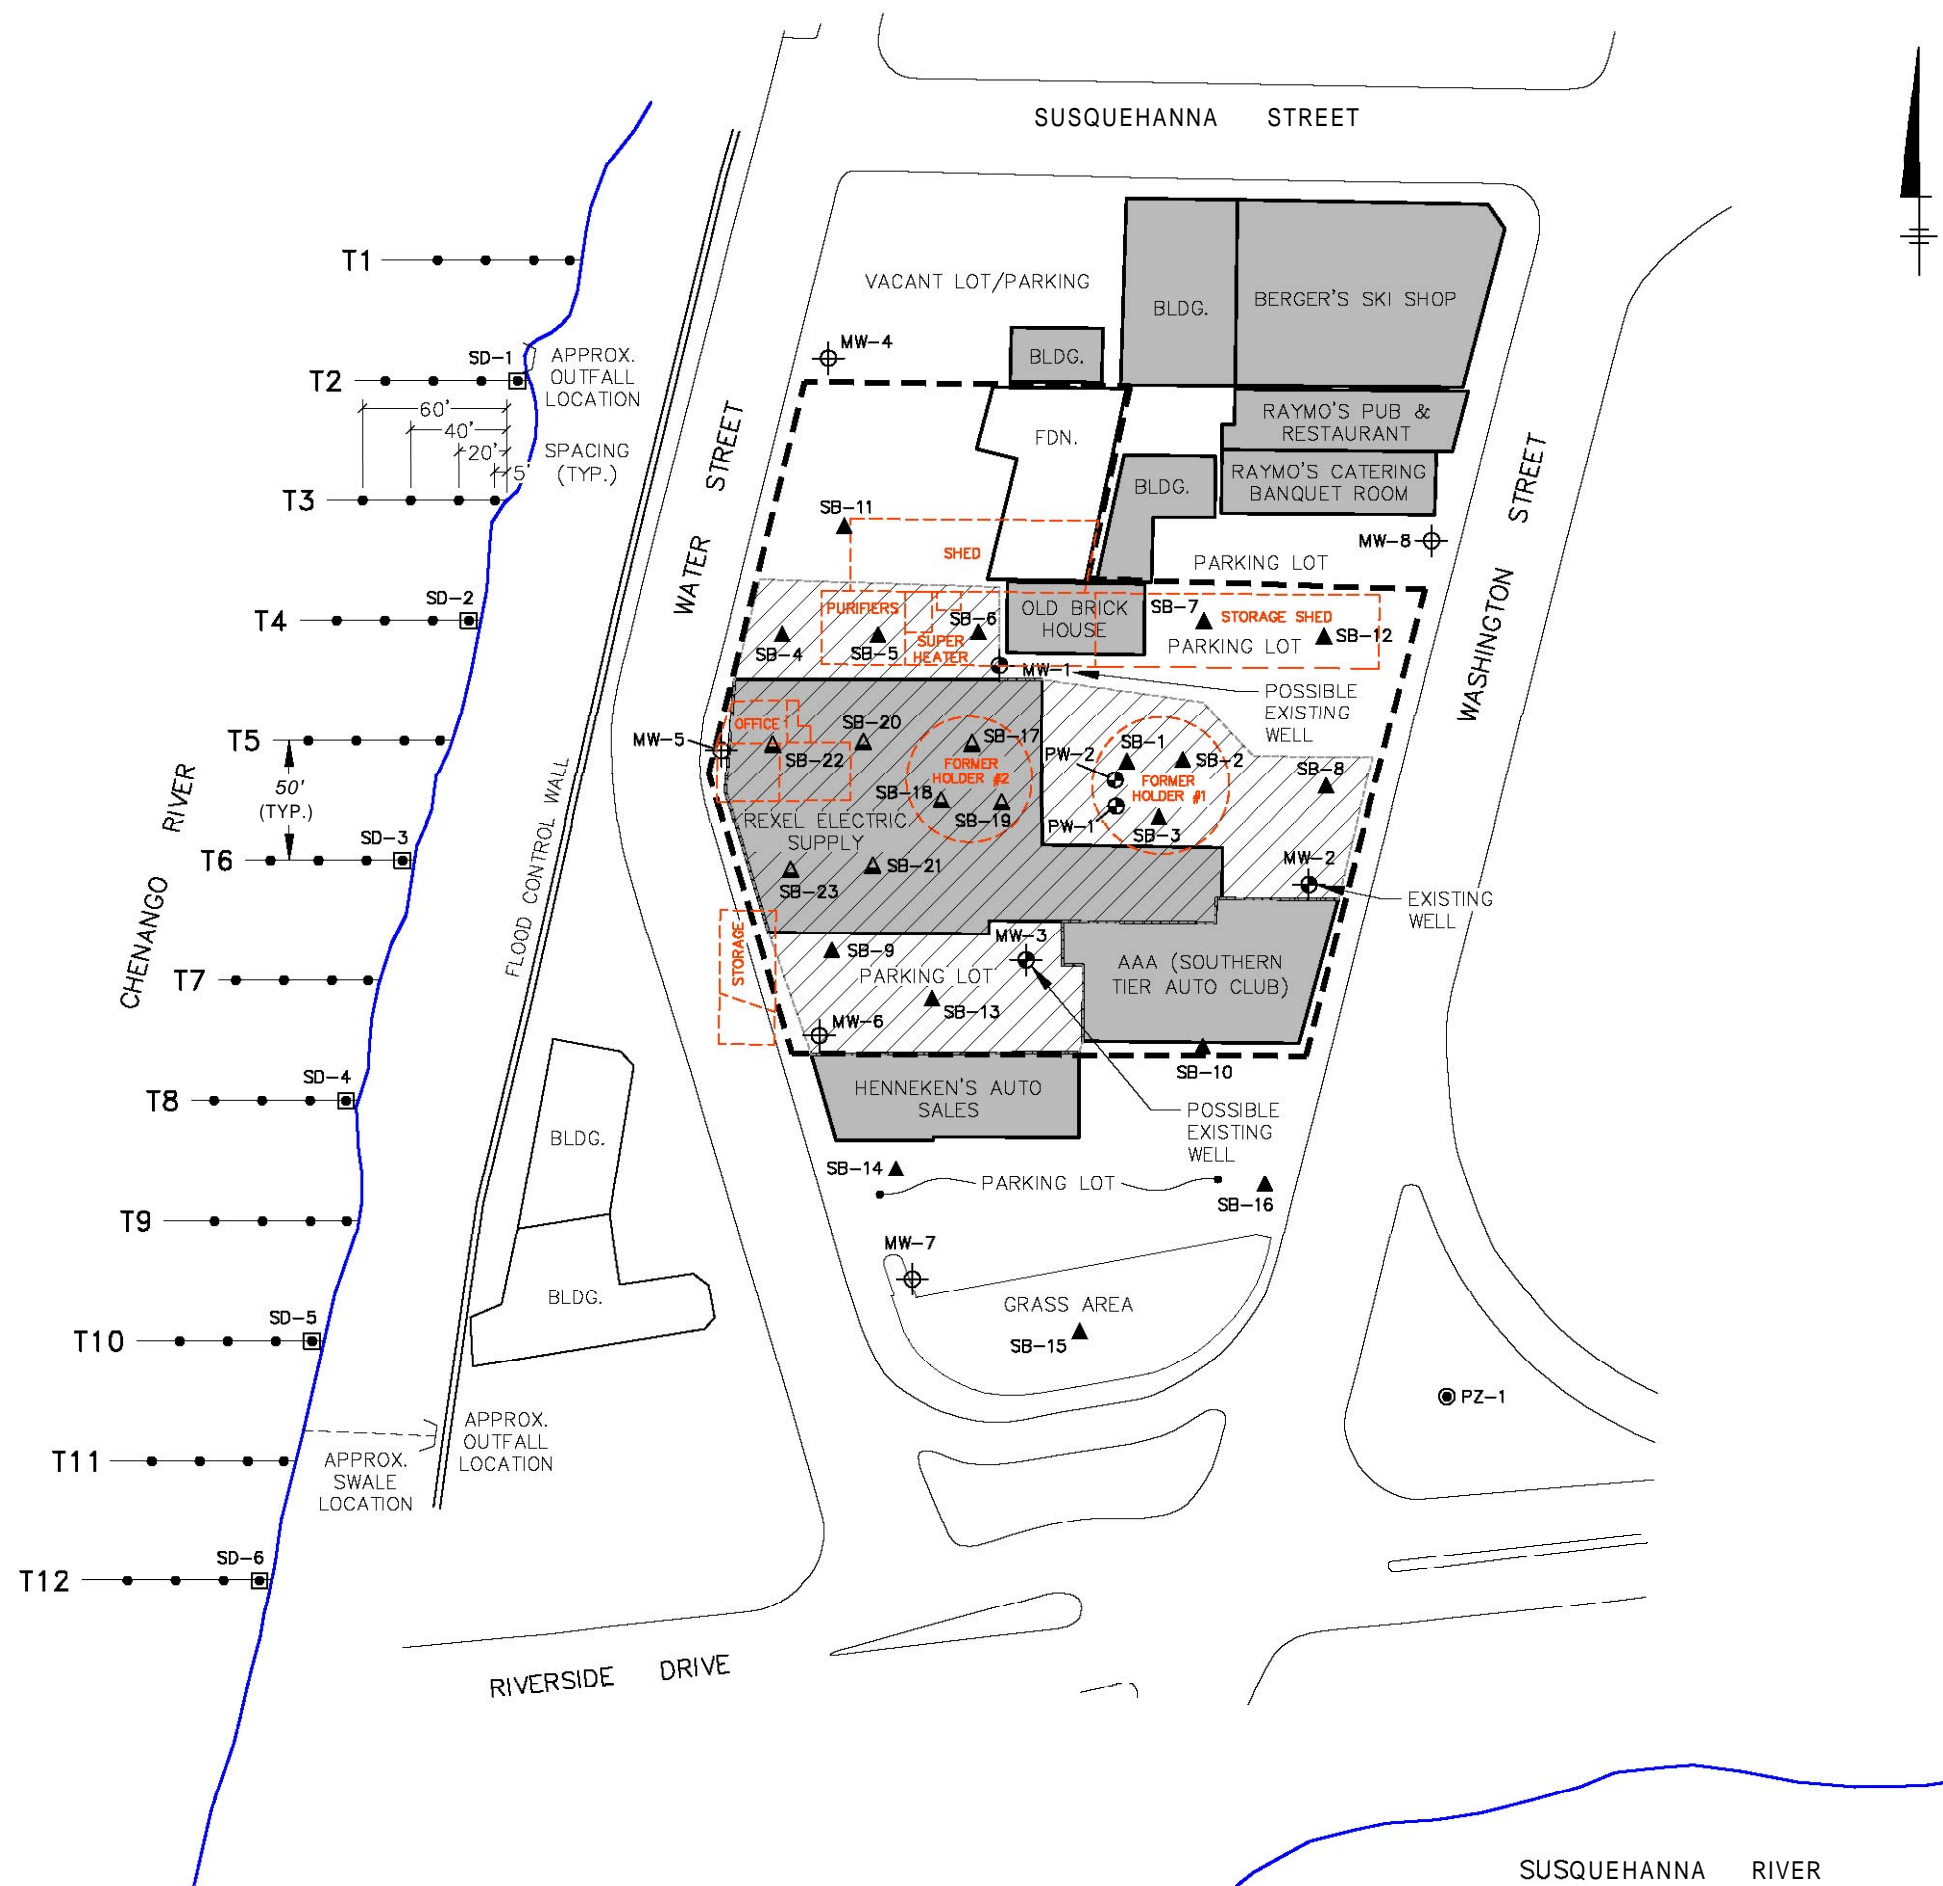 SUSQUEHANNA STREET
T1
VACANT LOT/PARKING
BLDG.
BERGER'S SKI SHOP
MW-4
BLDG.
SD-1
APPROX.
OUTFALL
LOCATION
T2
60'
40'
20'
5'
SPACING
(TYP.)
T3
WATER STREET
FDN.
RAYMO'S PUB &
RESTAURANT
RAYMO'S CATERING
BANQUET ROOM
BLDG.
WASHINGTON STREET
SB-11
SHED
MW-8
PARKING LOT
SD-2
T4
PURIFIERS
SB-6
SUPER
HEATER
SB-4
SB-5
OLD BRICK
HOUSE
SB-7
STORAGE SHED
SB-12
PARKING LOT
MW-1
POSSIBLE
EXISTING
WELL
T5
MW-5
OFFICE
SB-20
SB-22
SB-17
FORMER
HOLDER #2
SB-18
SB-19
PW-2
SB-1
SB-2
FORMER
HOLDER #1
PW-1
SB-3
SB-8
50'
(TYP.)
CHENANGO RIVER
FLOOD CONTROL WALL
REXEL ELECTRIC
SUPPLY
SD-3
T6
SB-21
SB-23
MW-2
EXISTING
WELL
STORAGE
SB-9
MW-3
PARKING LOT
SB-13
AAA (SOUTHERN
TIER AUTO CLUB)
T7
MW-6
SB-10
SD-4
T8
HENNEKEN'S AUTO
SALES
POSSIBLE
EXISTING
WELL
BLDG.
SB-14
PARKING LOT
SB-16
T9
MW-7
BLDG.
GRASS AREA
SB-15
SD-5
T10
PZ-1
APPROX.
OUTFALL
LOCATION
T11
APPROX.
SWALE
LOCATION
SD-6
T12
RIVERSIDE DRIVE
SUSQUEHANNA RIVER